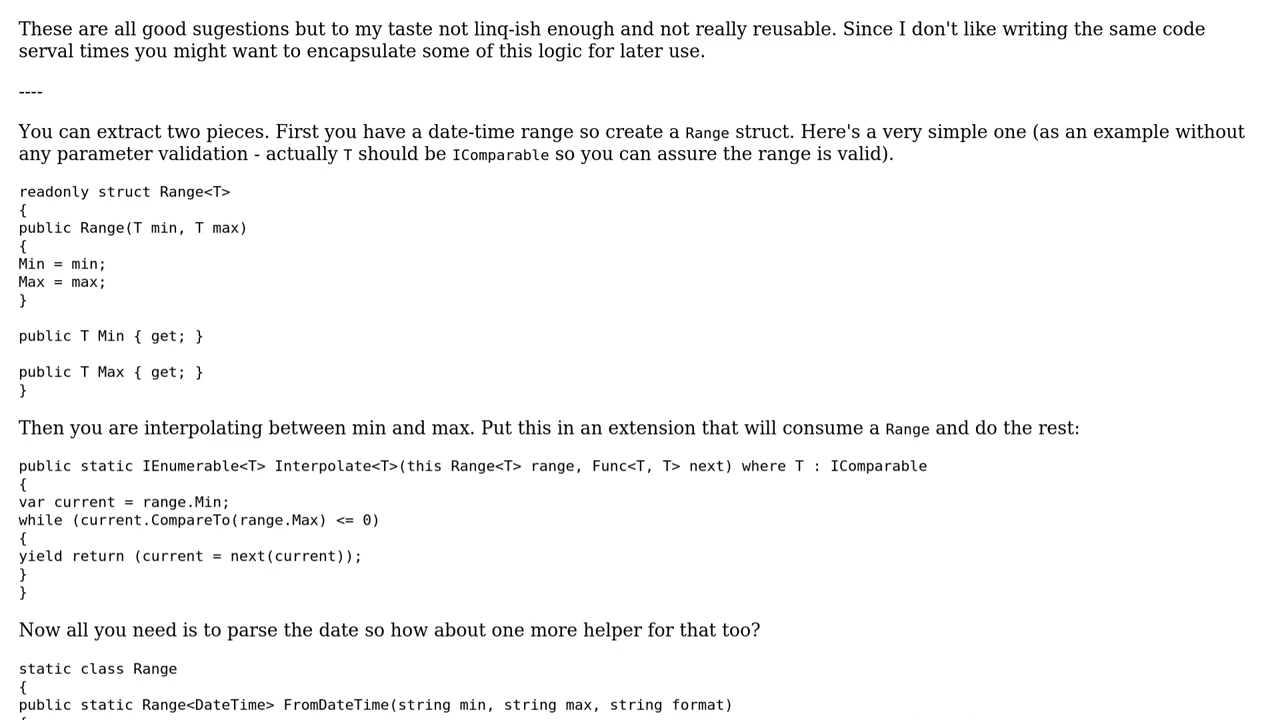 These are all good sugestions but to my taste not linq-ish enough and not really reusable. Since I don't like writing the same code
serval times you might want to encapsulate some of this logic for later use.
----
You can extract two pieces. First you have a date-time range so create a Range struct. Here's a very simple one (as an example without
any parameter validation - actually T should be IComparable so you can assure the range is valid).
readonly struct Range<T>
{
public Range(T min, T max)
{
Min = min;
Max = max;
}
public T Min { get; }
public T Max { get; }
}
Then you are interpolating between min and max. Put this in an extension that will consume a Range and do the rest:
public static IEnumerable<T> Interpolate<T>(this Range<T> range, Func<T, T> next) where T : IComparable
{
var current = range.Min;
while (current.CompareTo(range.Max) <= 0)
{
yield return (current = next(current));
}
}
Now all you need is to parse the date so how about one more helper for that too?
static class Range
{
public static Range<DateTime> FromDateTime(string min, string max, string format)
{